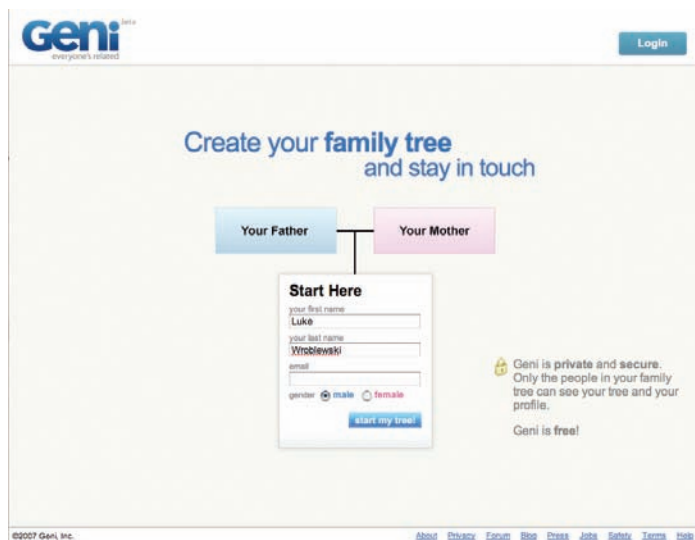 Geni beta
everyone's related
Login
Create your family tree
and stay in touch
Your Father
Your Mother
Start Here
your first name
Luke
your last name
Wroblewski
email
gender male female
start my tree!
Geni is private and secure.
Only the people in your family
tree can see your tree and your
profile.
Geni is free!
©2007 Geni, Inc.
About Privacy Forum Blog Press Jobs Safety Terms Help